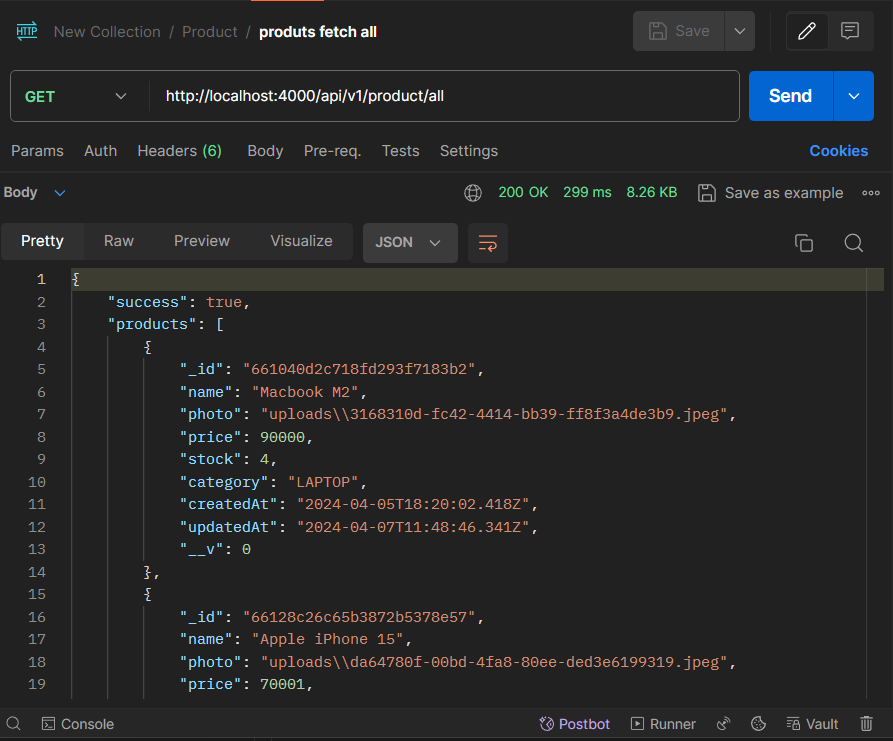 HTTP New Collection / Product / produts fetch all Save
GET http://localhost:4000/api/v1/product/all Send
Params Auth Headers (6) Body Pre-req. Tests Settings Cookies
Body 200 OK 299 ms 8.26 KB Save as example
Pretty Raw Preview Visualize JSON
1 {
2 "success": true,
3 "products": [
4 {
5 "_id": "661040d2c718fd293f7183b2",
6 "name": "Macbook M2",
7 "photo": "uploads\\3168310d-fc42-4414-bb39-ff8f3a4de3b9.jpeg",
8 "price": 90000,
9 "stock": 4,
10 "category": "LAPTOP",
11 "createdAt": "2024-04-05T18:20:02.418Z",
12 "updatedAt": "2024-04-07T11:48:46.341Z",
13 "__v": 0
14 },
15 {
16 "_id": "66128c26c65b3872b5378e57",
17 "name": "Apple iPhone 15",
18 "photo": "uploads\\da64780f-00bd-4fa8-80ee-ded3e6199319.jpeg",
19 "price": 70001,
Console Postbot Runner Vault